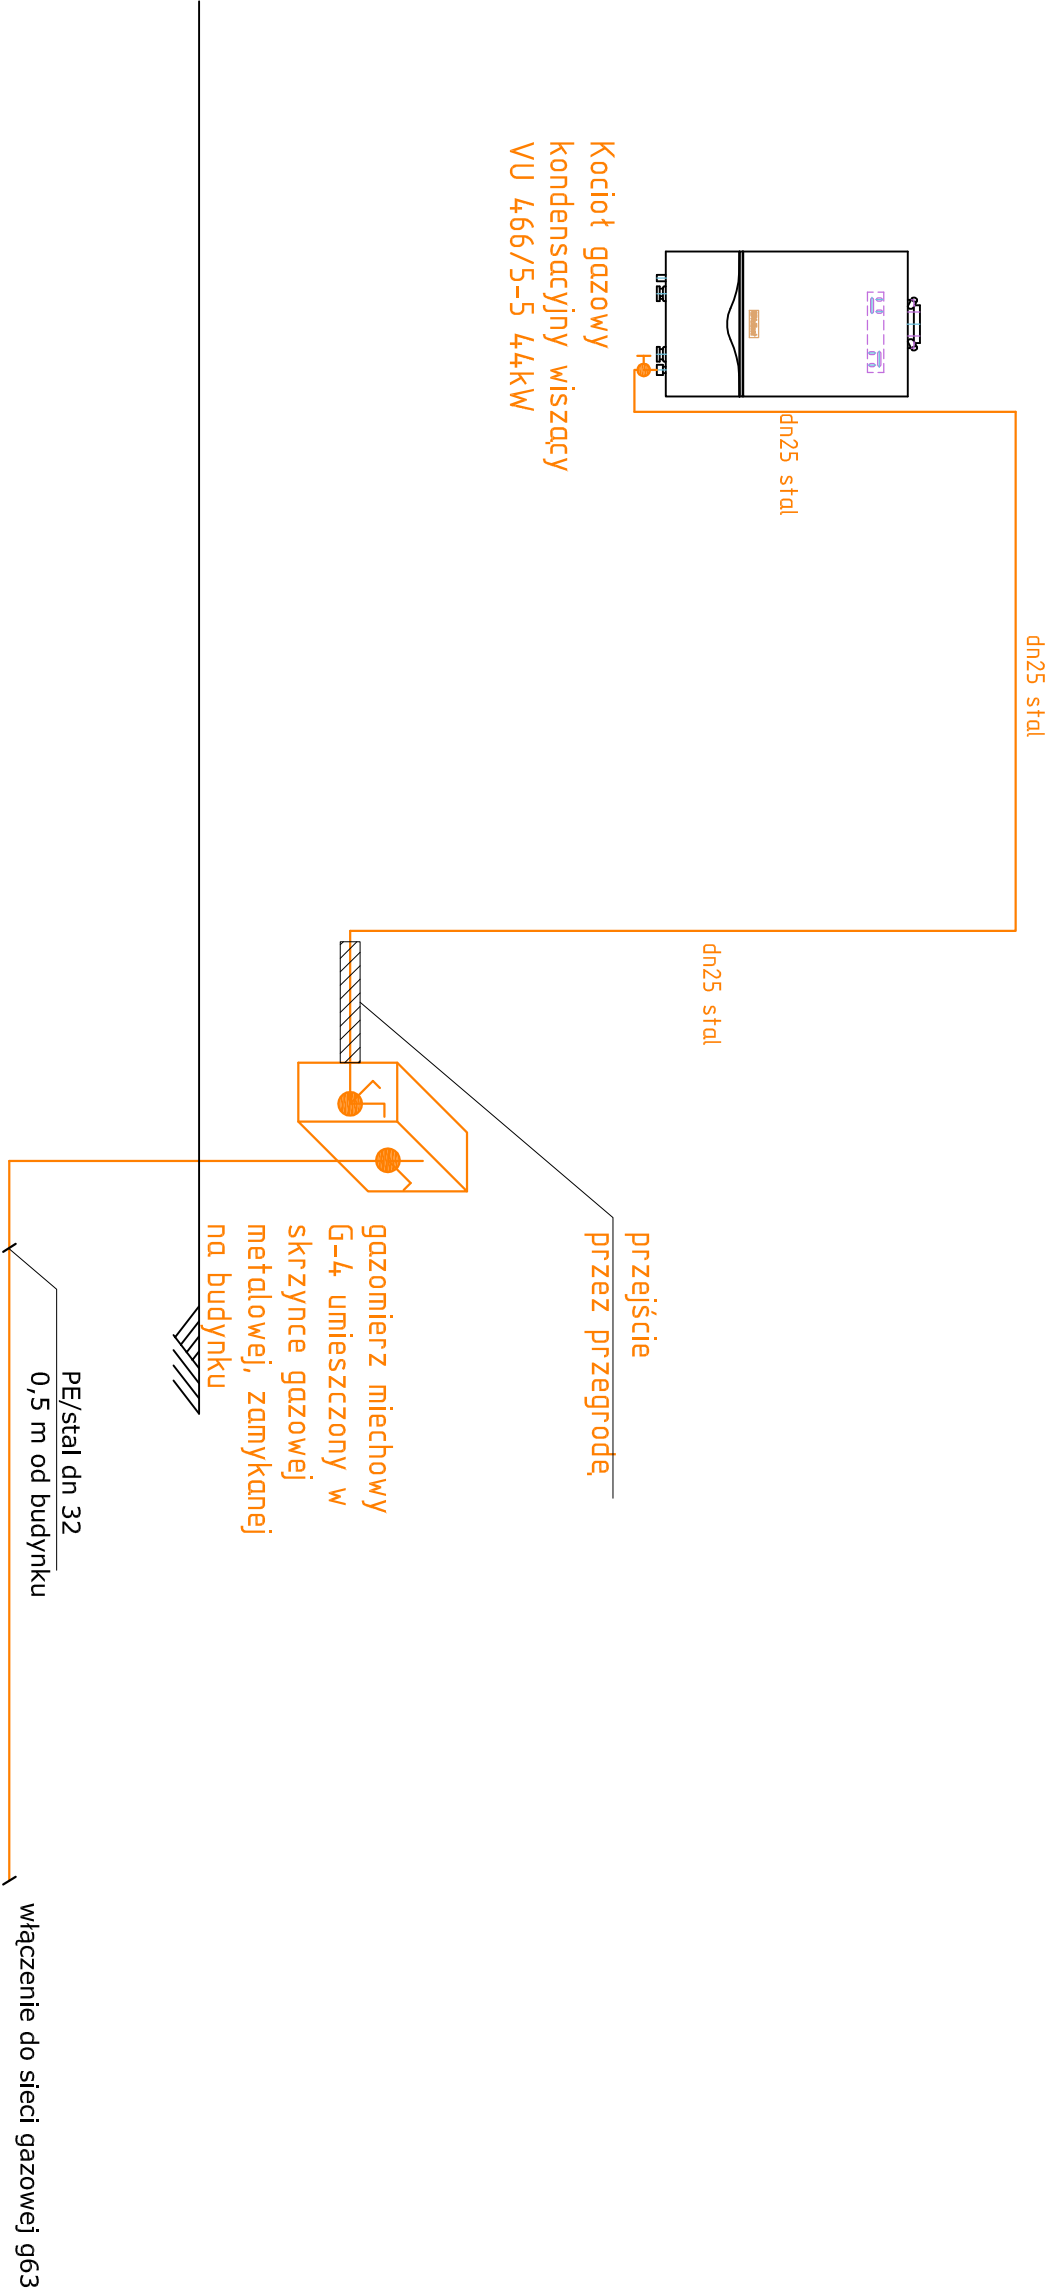 Kocioł gazowy
kondensacyjny wiszący
VU 466/5-5 44kW
dn25 stal
dn25 stal
dn25 stal
przejście
przez przegrodę
gazomierz miechowy
G-4 umieszczony w
skrzynce gazowej
metalowej, zamykanej
na budynku
PE/stal dn 32
0,5 m od budynku
włączenie do sieci gazowej g63